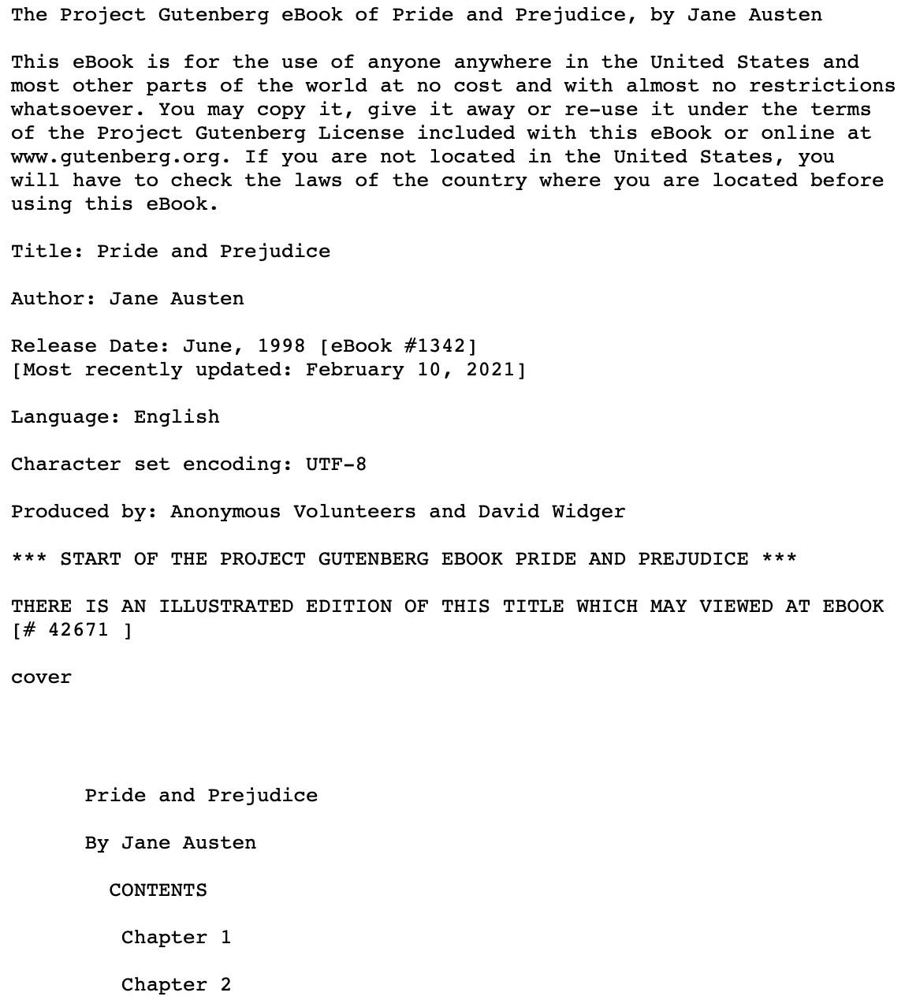 The Project Gutenberg eBook of Pride and Prejudice, by Jane Austen
This eBook is for the use of anyone anywhere in the United States and
most other parts of the world at no cost and with almost no restrictions
whatsoever. You may copy it, give it away or re-use it under the terms
of the Project Gutenberg License included with this eBook or online at
www.gutenberg.org. If you are not located in the United States, you
will have to check the laws of the country where you are located before
using this eBook.
Title: Pride and Prejudice
Author: Jane Austen
Release Date: June, 1998 [eBook #1342]
[Most recently updated: February 10, 2021]
Language: English
Character set encoding: UTF-8
Produced by: Anonymous Volunteers and David Widger
*** START OF THE PROJECT GUTENBERG EBOOK PRIDE AND PREJUDICE ***
THERE IS AN ILLUSTRATED EDITION OF THIS TITLE WHICH MAY VIEWED AT EBOOK
[# 42671 ]
cover
Pride and Prejudice
By Jane Austen
CONTENTS
Chapter 1
Chapter 2